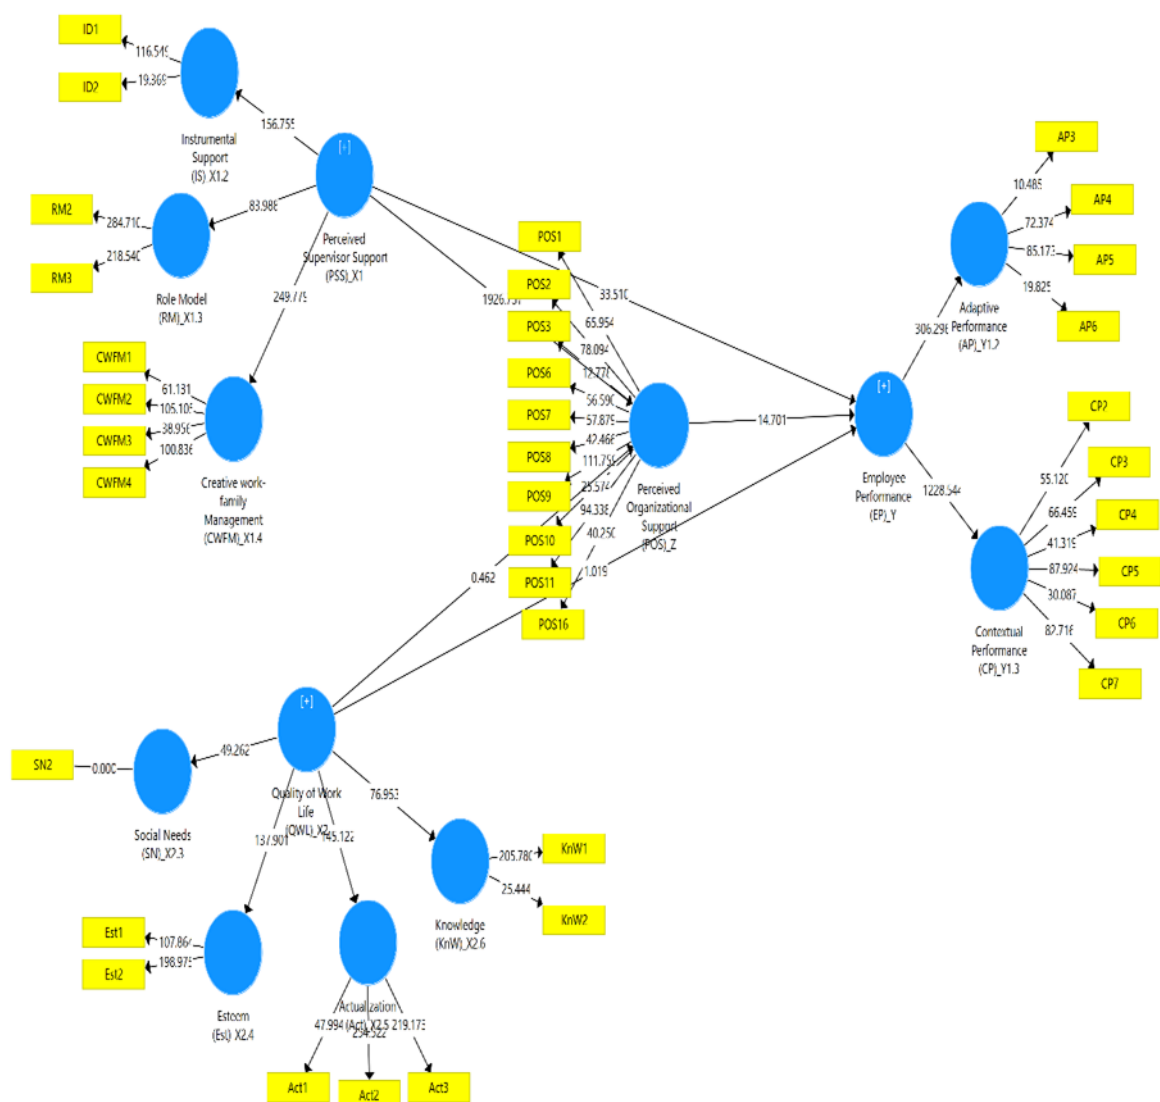 ID1
116.549
ID2
19.369
Instrumental
Support
(IS)_X1.2
156.755
[+]
Perceived
Supervisor Support
(PSS)_X1
83.988
RM2
284.710
RM3
218.540
Role Model
(RM)_X1.3
249.775
CWFM1
61.131
CWFM2
105.105
CWFM3
38.956
CWFM4
100.836
Creative work-
family
Management
(CWFM)_X1.4
33.510
POS1
POS2
POS3
POS6
POS7
POS8
POS9
POS10
POS11
POS16
65.954
78.094
12.776
56.590
57.879
42.466
111.755
25.574
94.338
40.250
Perceived
Organizational
Support
(POS)_Z
14.701
0.462
1.019
[+]
Employee
Performance
(EP)_Y
306.296
AP3
10.485
AP4
72.374
AP5
85.173
AP6
19.825
Adaptive
Performance
(AP)_Y1.2
1228.544
CP2
55.120
CP3
66.459
CP4
41.319
CP5
87.924
CP6
30.087
CP7
82.716
Contextual
Performance
(CP)_Y1.3
[+]
Quality of Work
Life
(QWL)_X2
49.262
SN2
0.000
Social Needs
(SN)_X2.3
137.901
145.122
76.953
KnW1
205.780
KnW2
25.444
Knowledge
(KnW)_X2.6
Est1
107.864
Est2
198.975
Esteem
(Est)_X2.4
Actualization
(Act)_X2.5
47.994
219.173
Act1
Act2
Act3